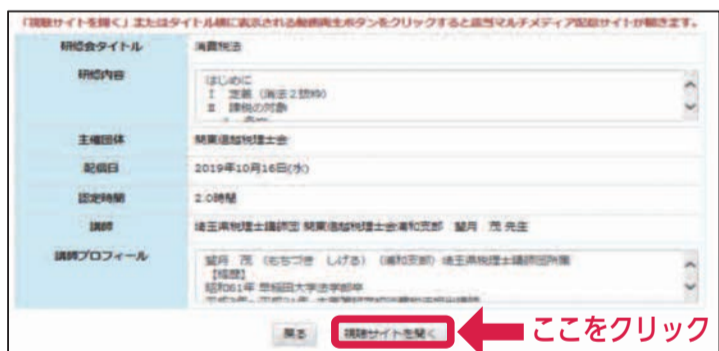 「視聴サイトを開く」またはタイトル横に表示される動画再生ボタンをクリックすると該当マルチメディア配信サイトが開きます。
研修会タイトル 消費税法
研修内容
はじめに
Ⅰ 定義（消法２抜粋）
Ⅱ 課税の対象
主催団体 関東信越税理士会
配信日 2019年10月16日(水)
認定時間 2.0時間
講師 埼玉県税理士講師団 関東信越税理士会浦和支部 望月 茂 先生
講師プロフィール
望月 茂（もちづき しげる）（浦和支部）埼玉県税理士講師団所属
【経歴】
昭和61年 早稲田大学法学部卒
戻る 視聴サイトを開く ここをクリック